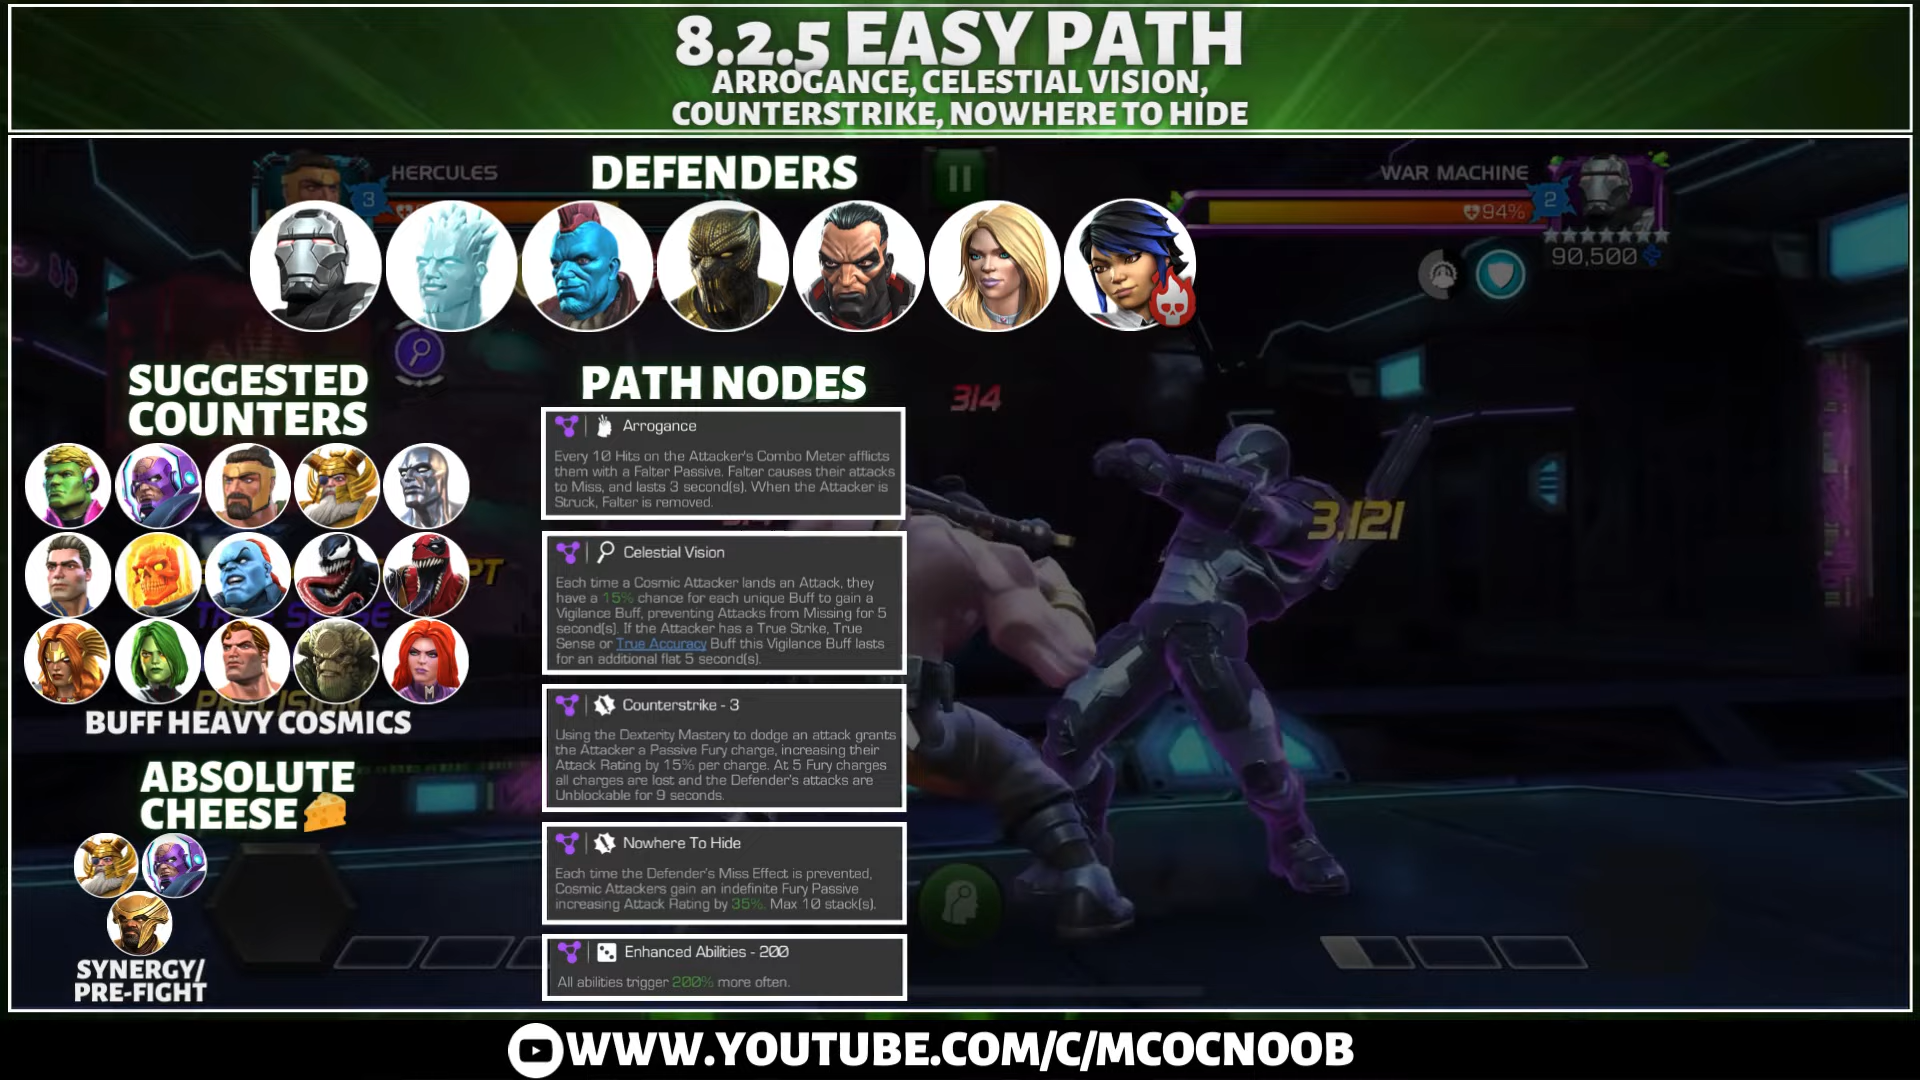 8.2.5 EASY PATH
ARROGANCE, CELESTIAL VISION,
COUNTERSTRIKE, NOWHERE TO HIDE
HERCULES
DEFENDERS
WAR MACHINE
3
2
94%
90,500
SUGGESTED
COUNTERS
PATH NODES
314
3,121
Arrogance
Every 10 Hits on the Attacker's Combo Meter afflicts
them with a Falter Passive. Falter causes their attacks
to Miss, and lasts 3 second(s). When the Attacker is
Struck, Falter is removed.
Celestial Vision
Each time a Cosmic Attacker lands an Attack, they
have a 15% chance for each unique Buff to gain a
Vigilance Buff, preventing Attacks from Missing for 5
second(s). If the Attacker has a True Strike, True
Sense or True Accuracy Buff this Vigilance Buff lasts
for an additional flat 5 second(s).
TRUE SENSE
PRECISION
Counterstrike - 3
Using the Dexterity Mastery to dodge an attack grants
the Attacker a Passive Fury charge, increasing their
Attack Rating by 15% per charge. At 5 Fury charges
all charges are lost and the Defender's attacks are
Unblockable for 9 seconds.
BUFF HEAVY COSMICS
ABSOLUTE
CHEESE
Nowhere To Hide
Each time the Defender's Miss Effect is prevented,
Cosmic Attackers gain an indefinite Fury Passive
increasing Attack Rating by 35%. Max 10 stack(s).
Enhanced Abilities - 200
All abilities trigger 200% more often.
SYNERGY/
PRE-FIGHT
WWW.YOUTUBE.COM/C/MCOCNOOB